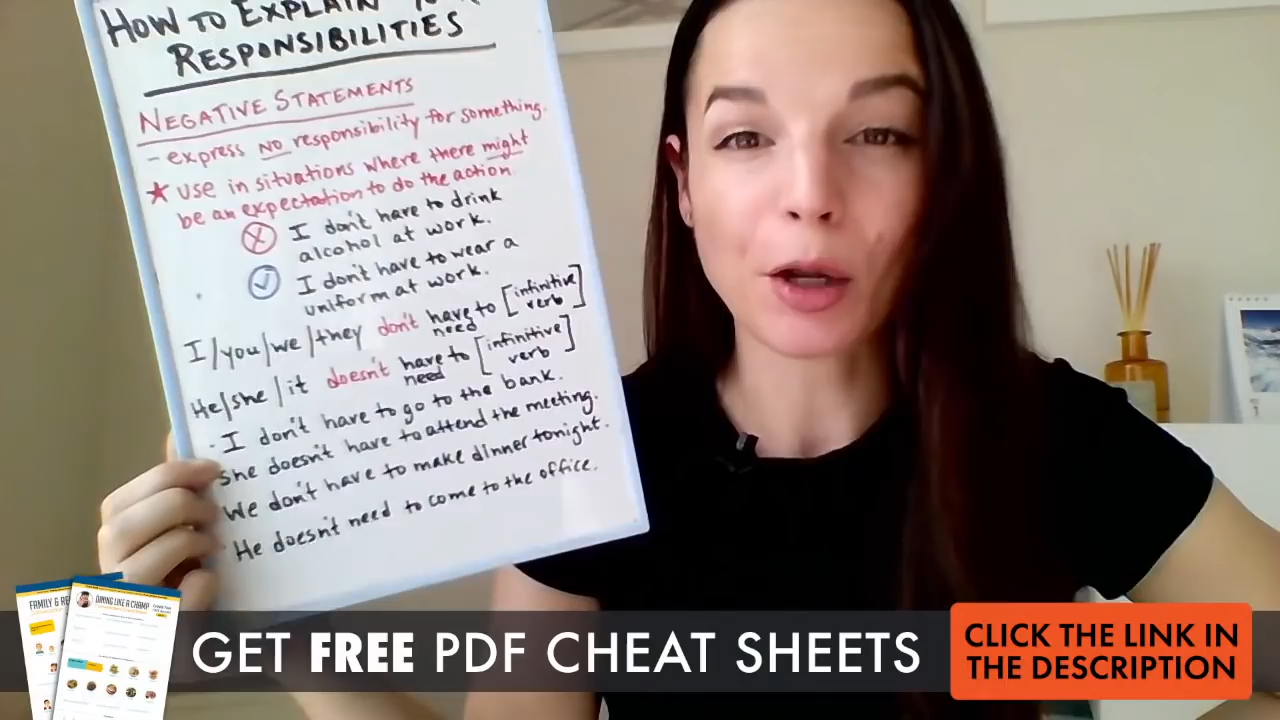 HOW TO EXPLAIN
RESPONSIBILITIES
NEGATIVE STATEMENTS
- express NO responsibility for something.
★ use in situations where there might
be an expectation to do the action
X I don't have to drink
alcohol at work.
✓ I don't have to wear a
uniform at work.
I/you/we/they don't have to [infinitive
need verb]
He/she/it doesn't have to [infinitive
need verb]
· I don't have to go to the bank.
She doesn't have to attend the meeting.
We don't have to make dinner tonight.
He doesn't need to come to the office.
FAMILY & RE
DINING LIKE A CHAMP
GET FREE PDF CHEAT SHEETS
CLICK THE LINK IN
THE DESCRIPTION